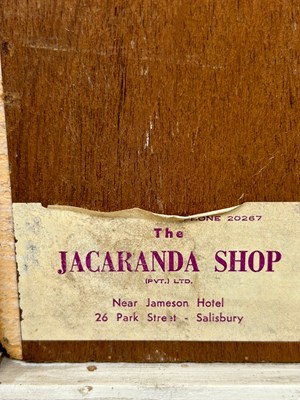 PHONE 20267
The
JACARANDA SHOP
(PVT.) LTD.
Near Jameson Hotel
26 Park Street - Salisbury